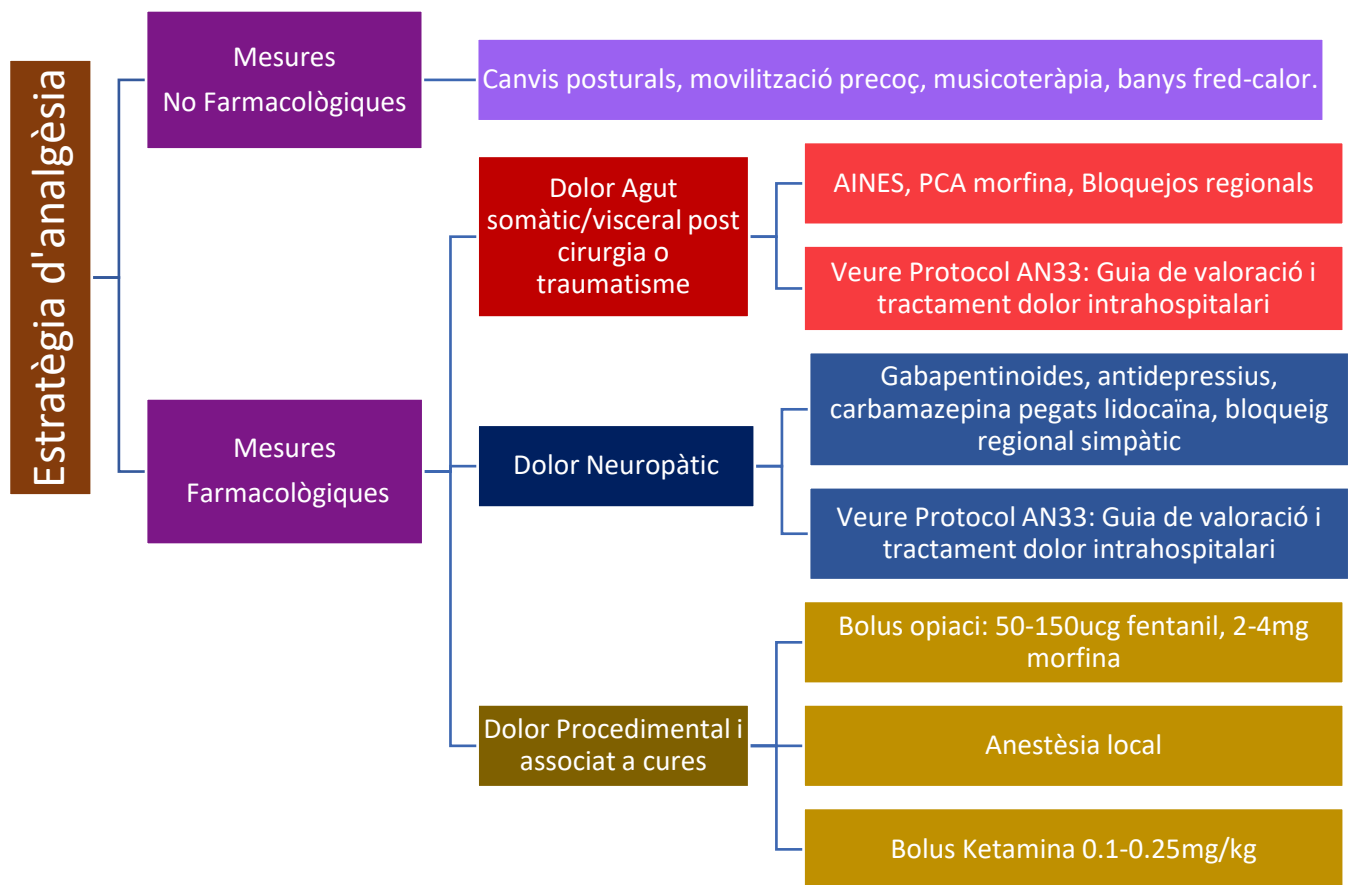 Estratègia d'analgèsia
Mesures
No Farmacològiques
Canvis posturals, movilització precoç, musicoteràpia, banys fred-calor.
Mesures
Farmacològiques
Dolor Agut
somàtic/visceral post
cirurgia o
traumatisme
AINES, PCA morfina, Bloquejos regionals
Veure Protocol AN33: Guia de valoració i
tractament dolor intrahospitalari
Dolor Neuropàtic
Gabapentinoides, antidepressius,
carbamazepina pegats lidocaïna, bloqueig
regional simpàtic
Veure Protocol AN33: Guia de valoració i
tractament dolor intrahospitalari
Dolor Procedimental i
associat a cures
Bolus opiaci: 50-150ucg fentanil, 2-4mg
morfina
Anestèsia local
Bolus Ketamina 0.1-0.25mg/kg